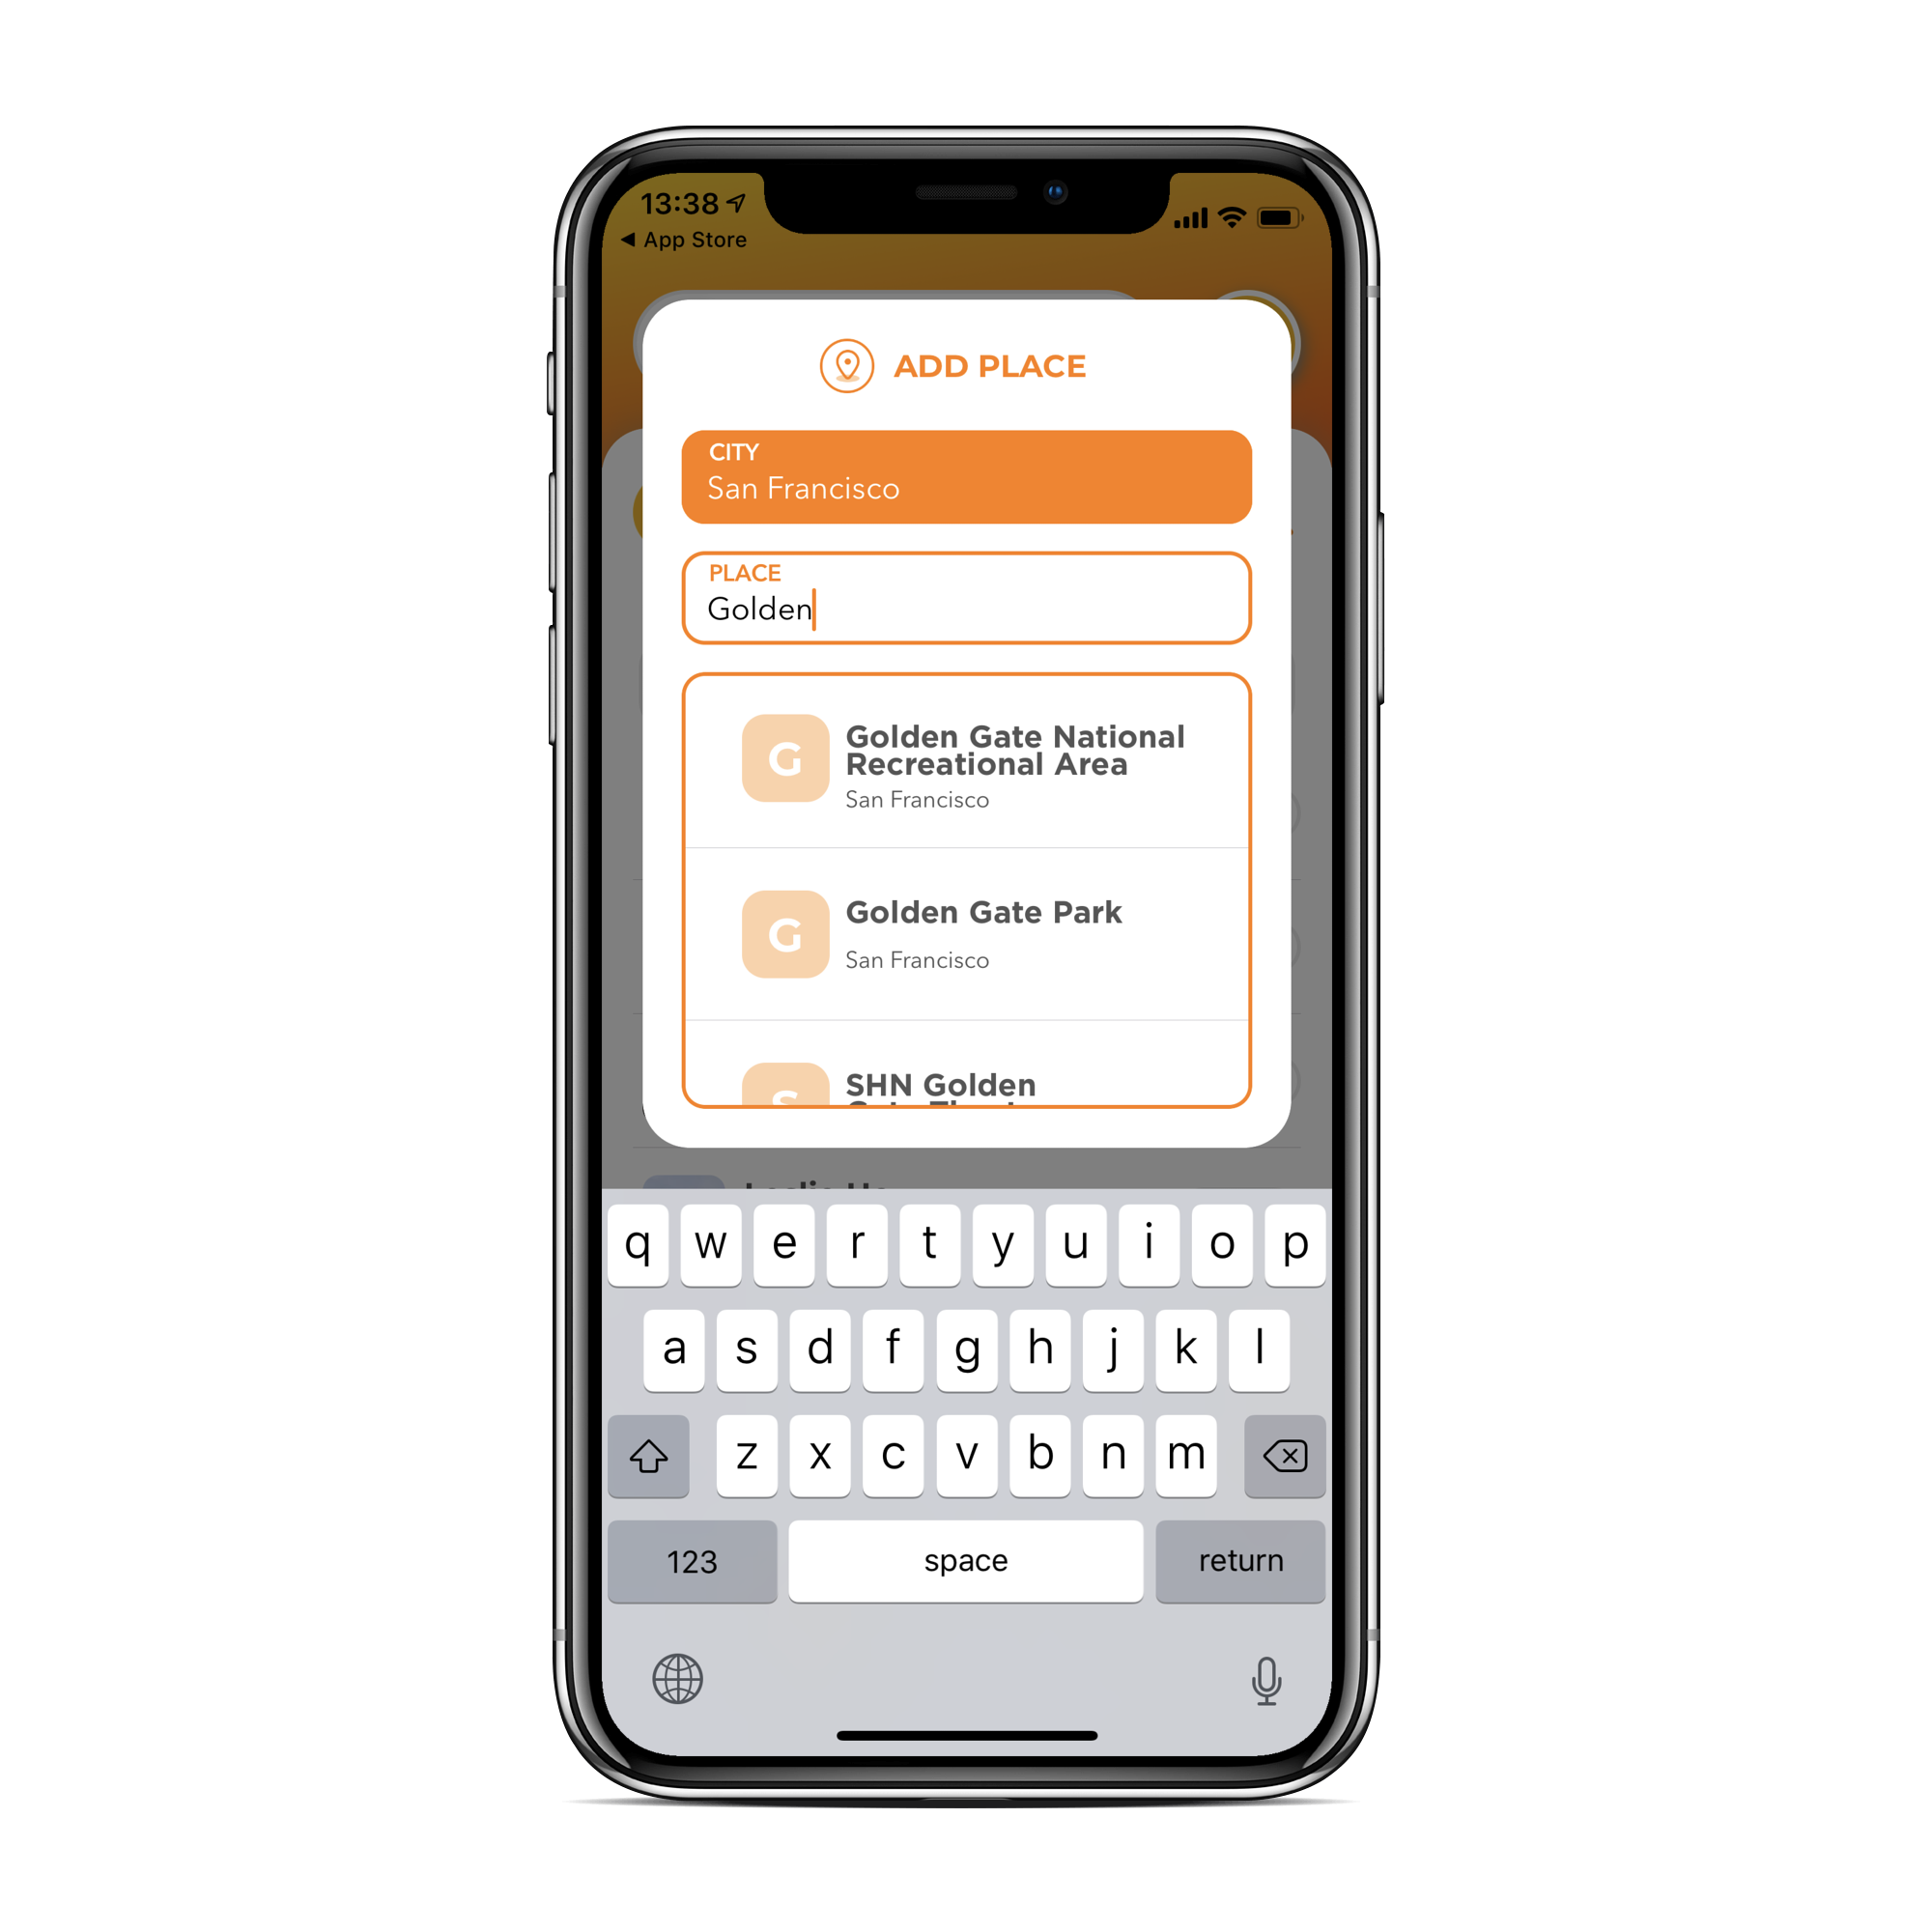 13:38
App Store
ADD PLACE
CITY
San Francisco
PLACE
Golden
G
Golden Gate National
Recreational Area
San Francisco
G
Golden Gate Park
San Francisco
S
SHN Golden
q w e r t y u i o p
a s d f g h j k l
z x c v b n m
123 space return